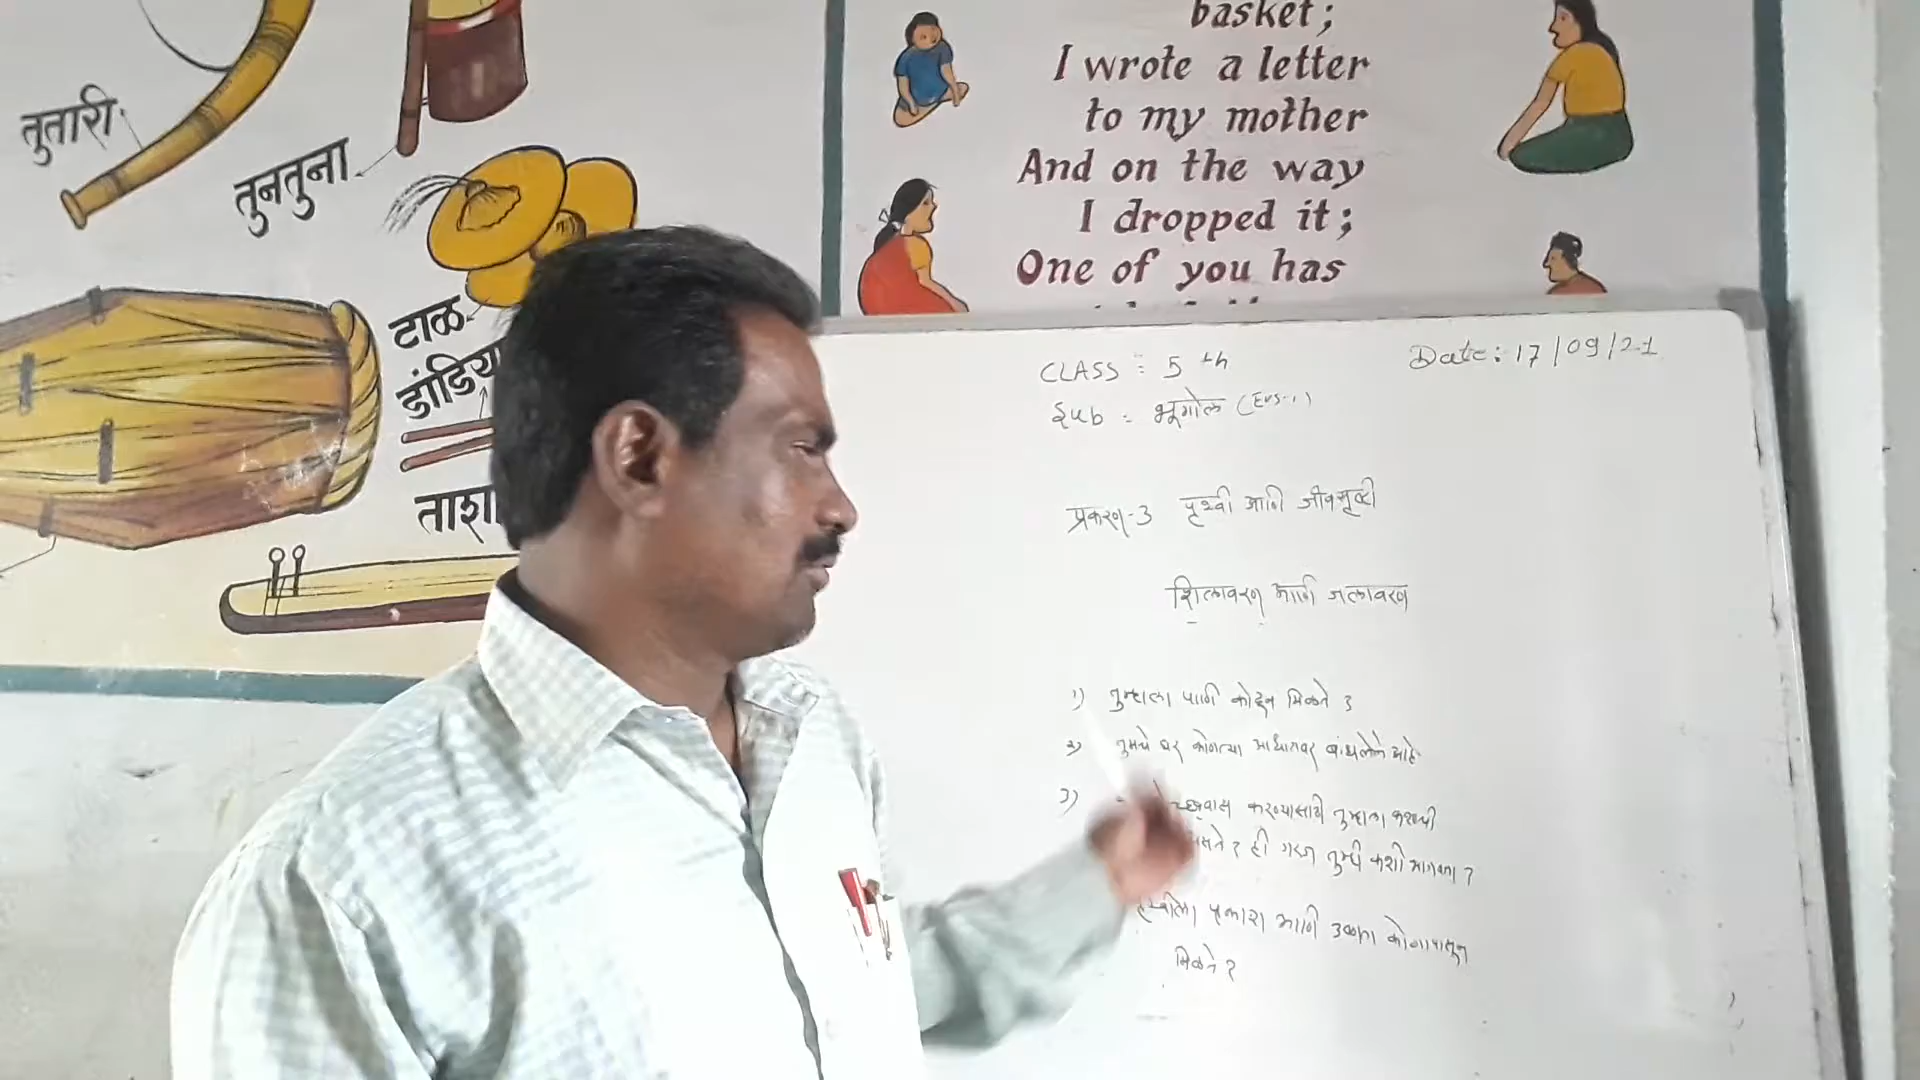 तुतारी
तुनतुना
टाळ
डांडिया
ताशा
basket;
I wrote a letter
to my mother
And on the way
I dropped it;
One of you has
CLASS : 5 th
Date: 17/09/21
Sub : भूगोल (Evs-1)
प्रकरण-3 पृथ्वी आणि जीवसृष्टी
शिलावरण आणि जलावरण
1) तुम्हाला पाणी कोठून मिळते ?
2) तुमचे घर कोणत्या भागावर बांधलेले आहे
3) करण्यासाठी तुम्हाला कशाची
? ही गरज तुम्ही कशी भागवता ?
प्रकाश आणि उष्णता कोणापासून
मिळते ?